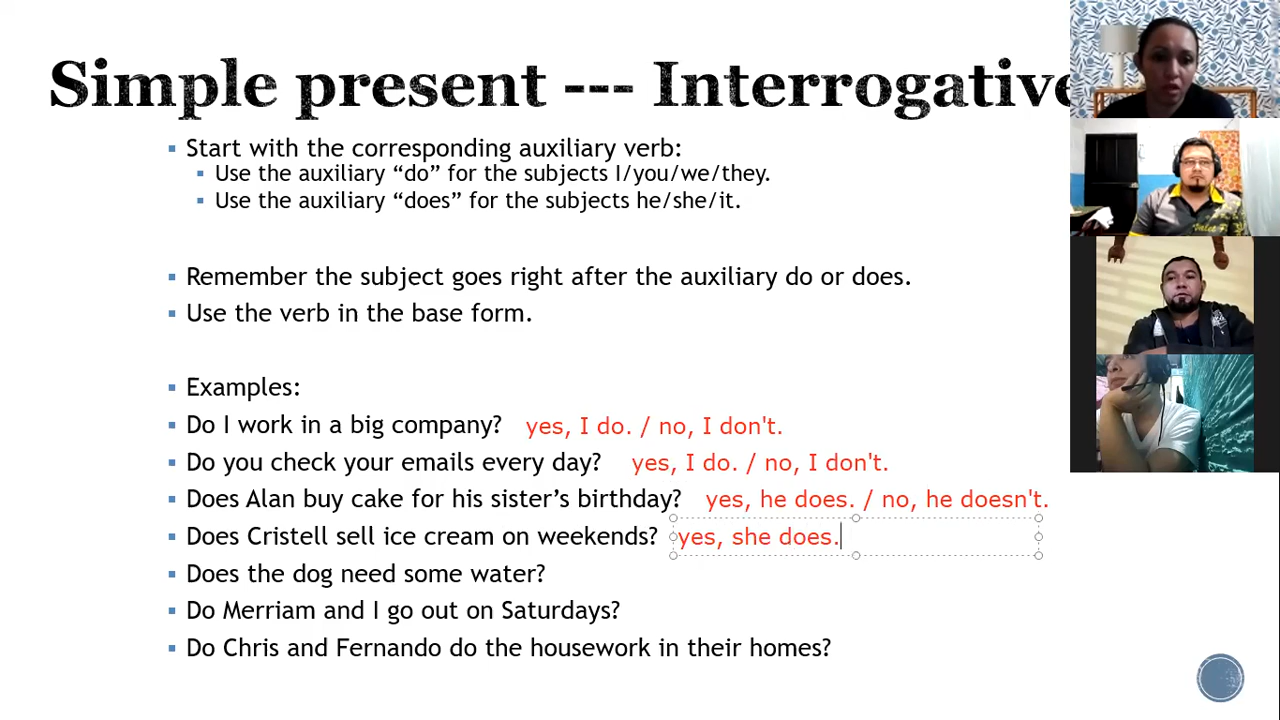 Simple present --- Interrogative
Start with the corresponding auxiliary verb:
Use the auxiliary “do” for the subjects I/you/we/they.
Use the auxiliary “does” for the subjects he/she/it.
Remember the subject goes right after the auxiliary do or does.
Use the verb in the base form.
Examples:
Do I work in a big company? yes, I do. / no, I don't.
Do you check your emails every day? yes, I do. / no, I don't.
Does Alan buy cake for his sister’s birthday? yes, he does. / no, he doesn't.
Does Cristell sell ice cream on weekends? yes, she does.
Does the dog need some water?
Do Merriam and I go out on Saturdays?
Do Chris and Fernando do the housework in their homes?